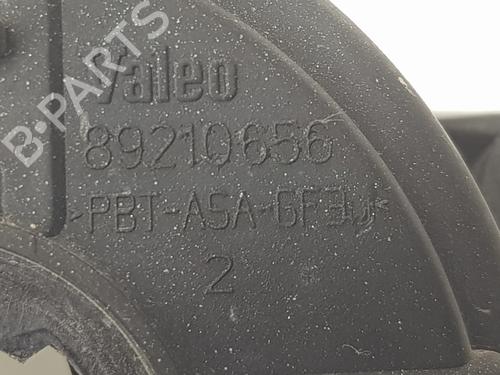 B-PARTS
Valeo
89210656
>PBT-ASA-GF30<
2